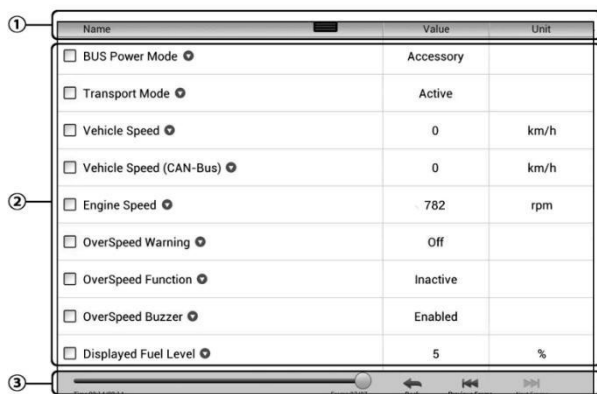 ① Name Value Unit
② BUS Power Mode Accessory
Transport Mode Active
Vehicle Speed 0 km/h
Vehicle Speed (CAN-Bus) 0 km/h
Engine Speed 782 rpm
OverSpeed Warning Off
OverSpeed Function Inactive
OverSpeed Buzzer Enabled
Displayed Fuel Level 5 %
③